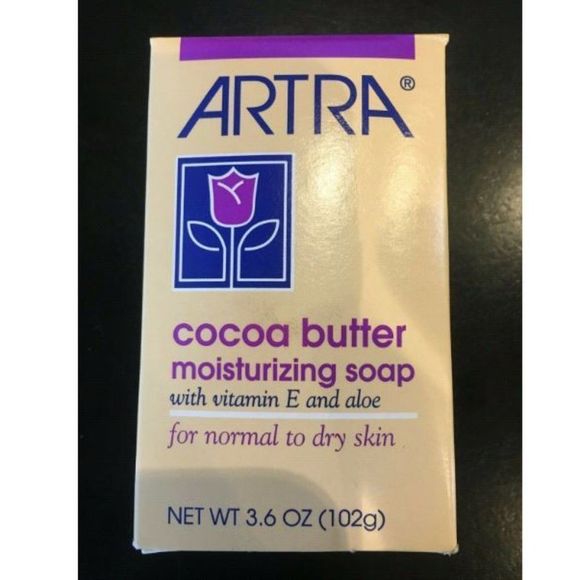 ARTRA®
cocoa butter
moisturizing soap
with vitamin E and aloe
for normal to dry skin
NET WT 3.6 OZ (102g)